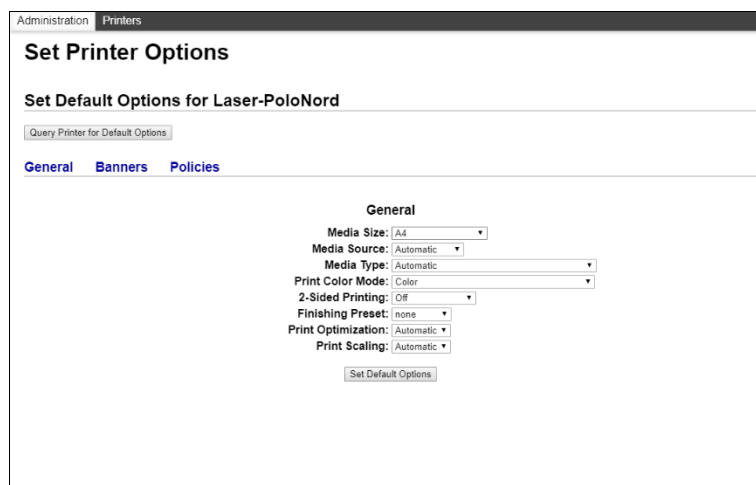 Administration Printers
Set Printer Options
Set Default Options for Laser-PoloNord
Query Printer for Default Options
General Banners Policies
General
Media Size: A4
Media Source: Automatic
Media Type: Automatic
Print Color Mode: Color
2-Sided Printing: Off
Finishing Preset: none
Print Optimization: Automatic
Print Scaling: Automatic
Set Default Options